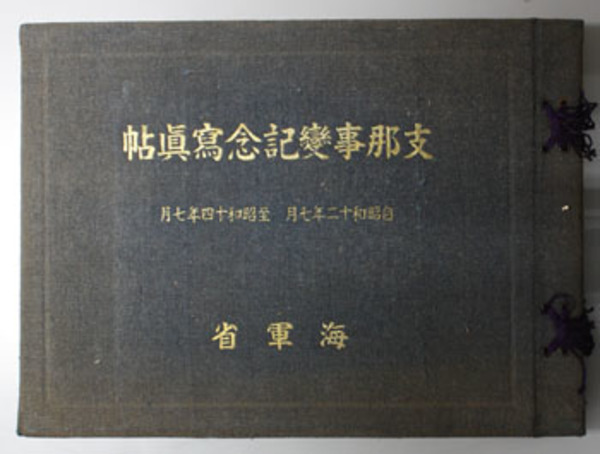 支那事變記念寫眞帖
自昭和十二年七月 至昭和十四年七月
海軍省